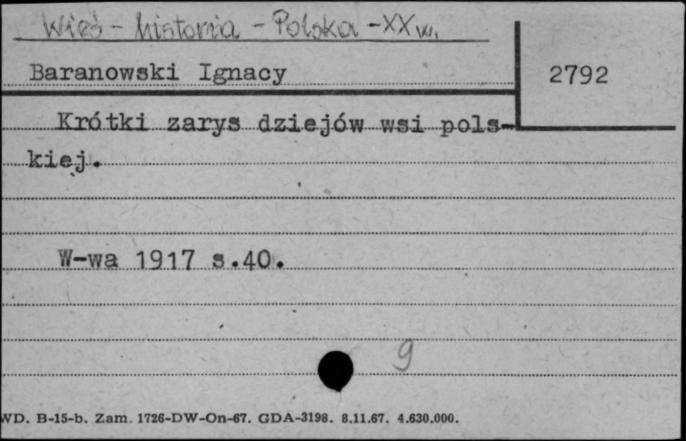 Wieś - historia - Polska - XX w.
Baranowski Ignacy
2792
Krótki zarys dziejów wsi pols-
kiej.
W-wa 1917 s.40.
9
WD. B-15-b. Zam. 1726-DW-On-67. GDA-3198. 8.11.67. 4.630.000.